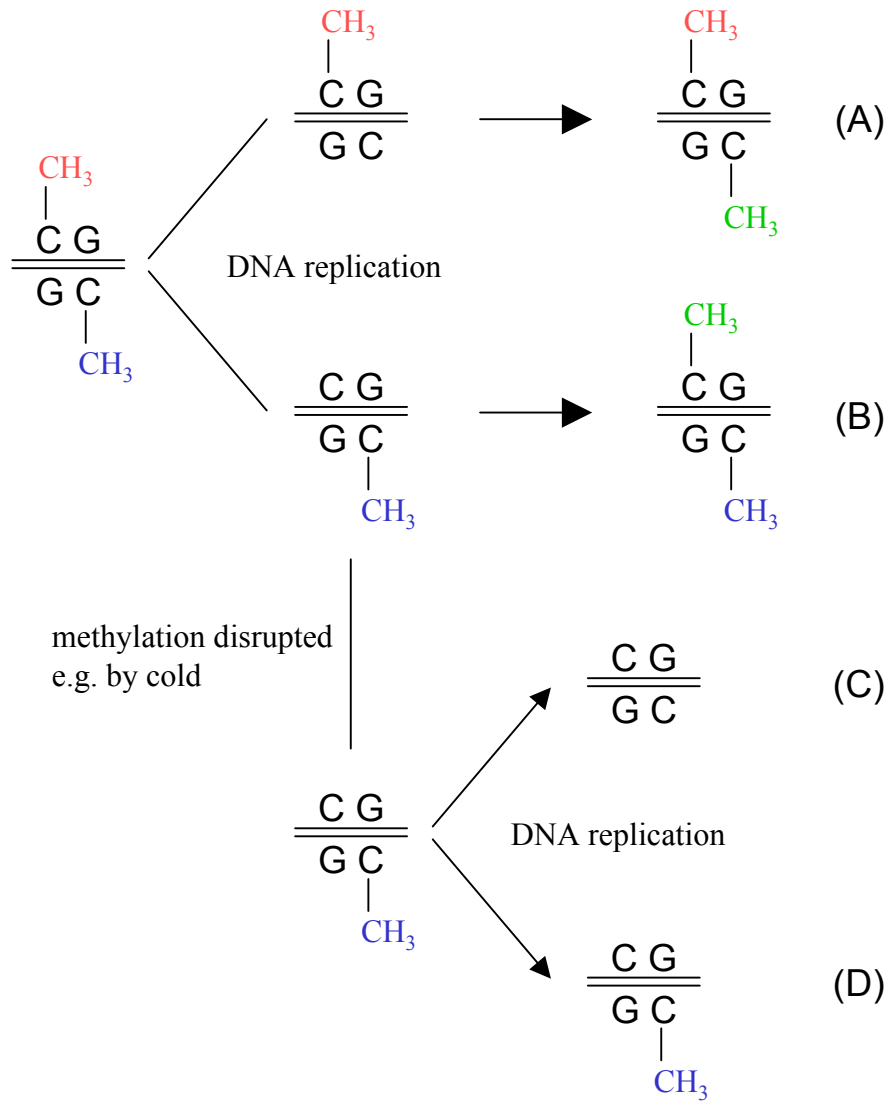 CH₃
C G
G C
CH₃
DNA replication
CH₃
C G
G C
CH₃
C G
G C
CH₃
(A)
C G
G C
CH₃
CH₃
C G
G C
CH₃
(B)
methylation disrupted
e.g. by cold
C G
G C
CH₃
DNA replication
C G
G C
(C)
C G
G C
CH₃
(D)